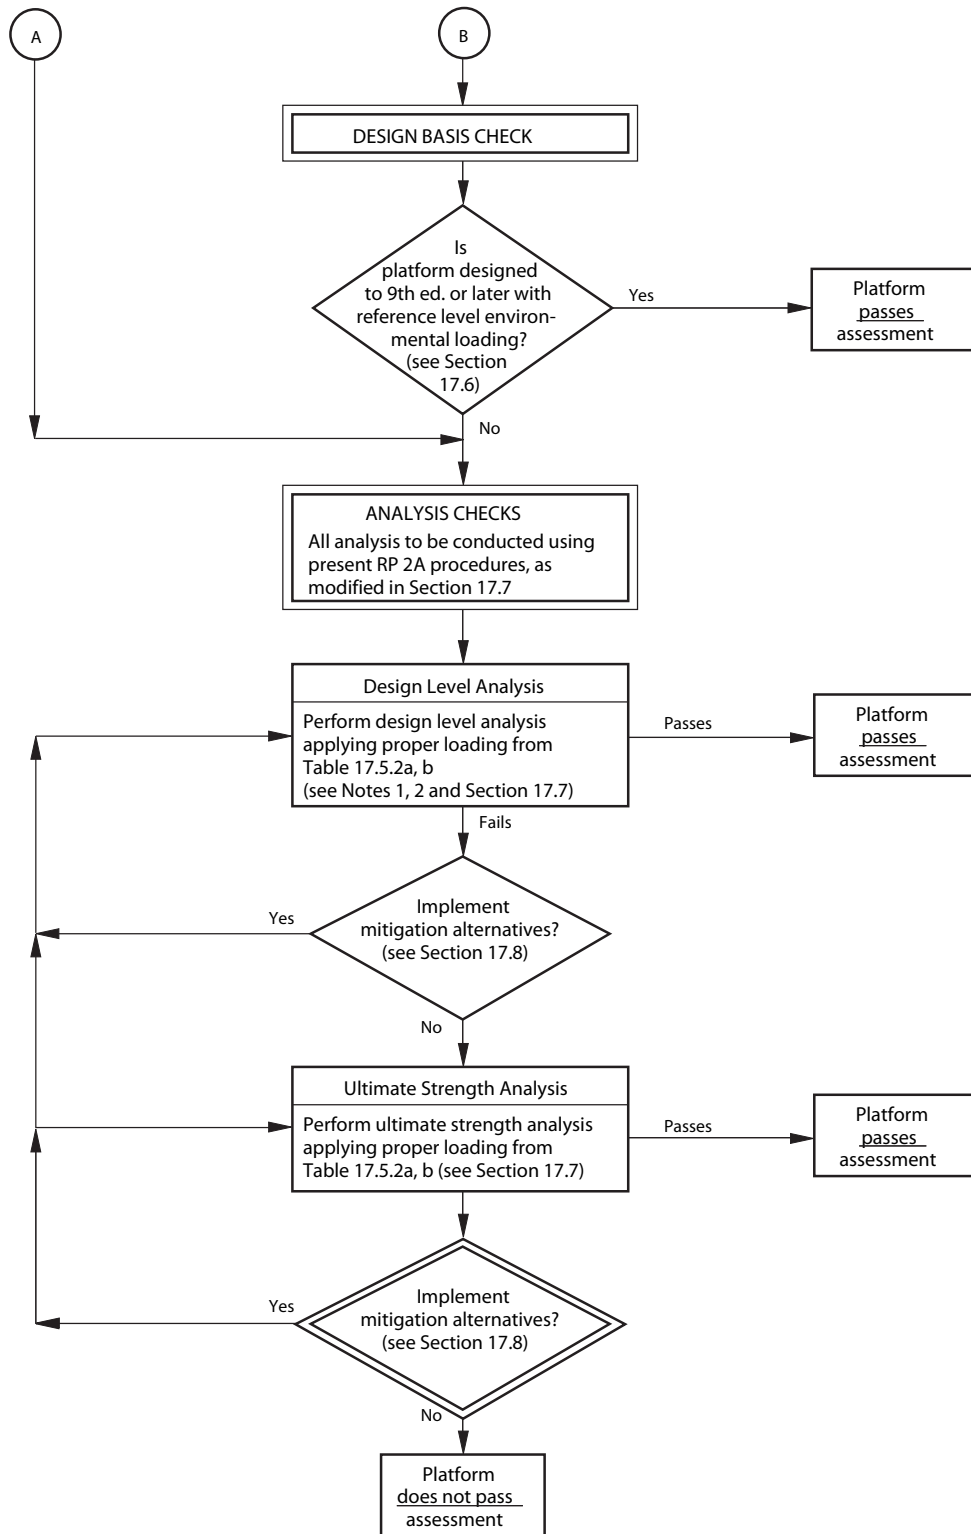 A
B
DESIGN BASIS CHECK
Is
platform designed
to 9th ed. or later with
reference level environ-
mental loading?
(see Section
17.6)
Yes
Platform
passes
assessment
No
ANALYSIS CHECKS
All analysis to be conducted using
present RP 2A procedures, as
modified in Section 17.7
Design Level Analysis
Perform design level analysis
applying proper loading from
Table 17.5.2a, b
(see Notes 1, 2 and Section 17.7)
Passes
Platform
passes
assessment
Fails
Implement
mitigation alternatives?
(see Section 17.8)
Yes
No
Ultimate Strength Analysis
Perform ultimate strength analysis
applying proper loading from
Table 17.5.2a, b (see Section 17.7)
Passes
Platform
passes
assessment
Implement
mitigation alternatives?
(see Section 17.8)
Yes
No
Platform
does not pass
assessment